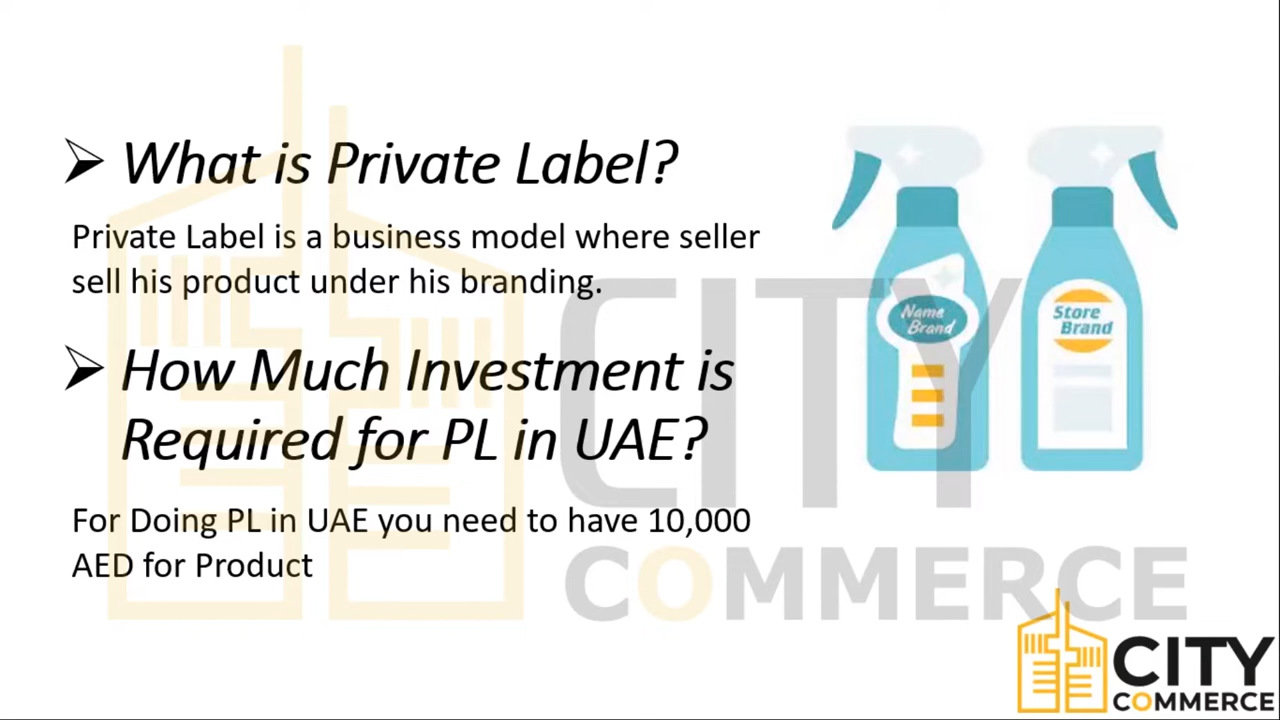 What is Private Label?
Private Label is a business model where seller
sell his product under his branding.
How Much Investment is
Required for PL in UAE?
For Doing PL in UAE you need to have 10,000
AED for Product
Name
Brand
Store
Brand
CITY
COMMERCE
CITY
COMMERCE